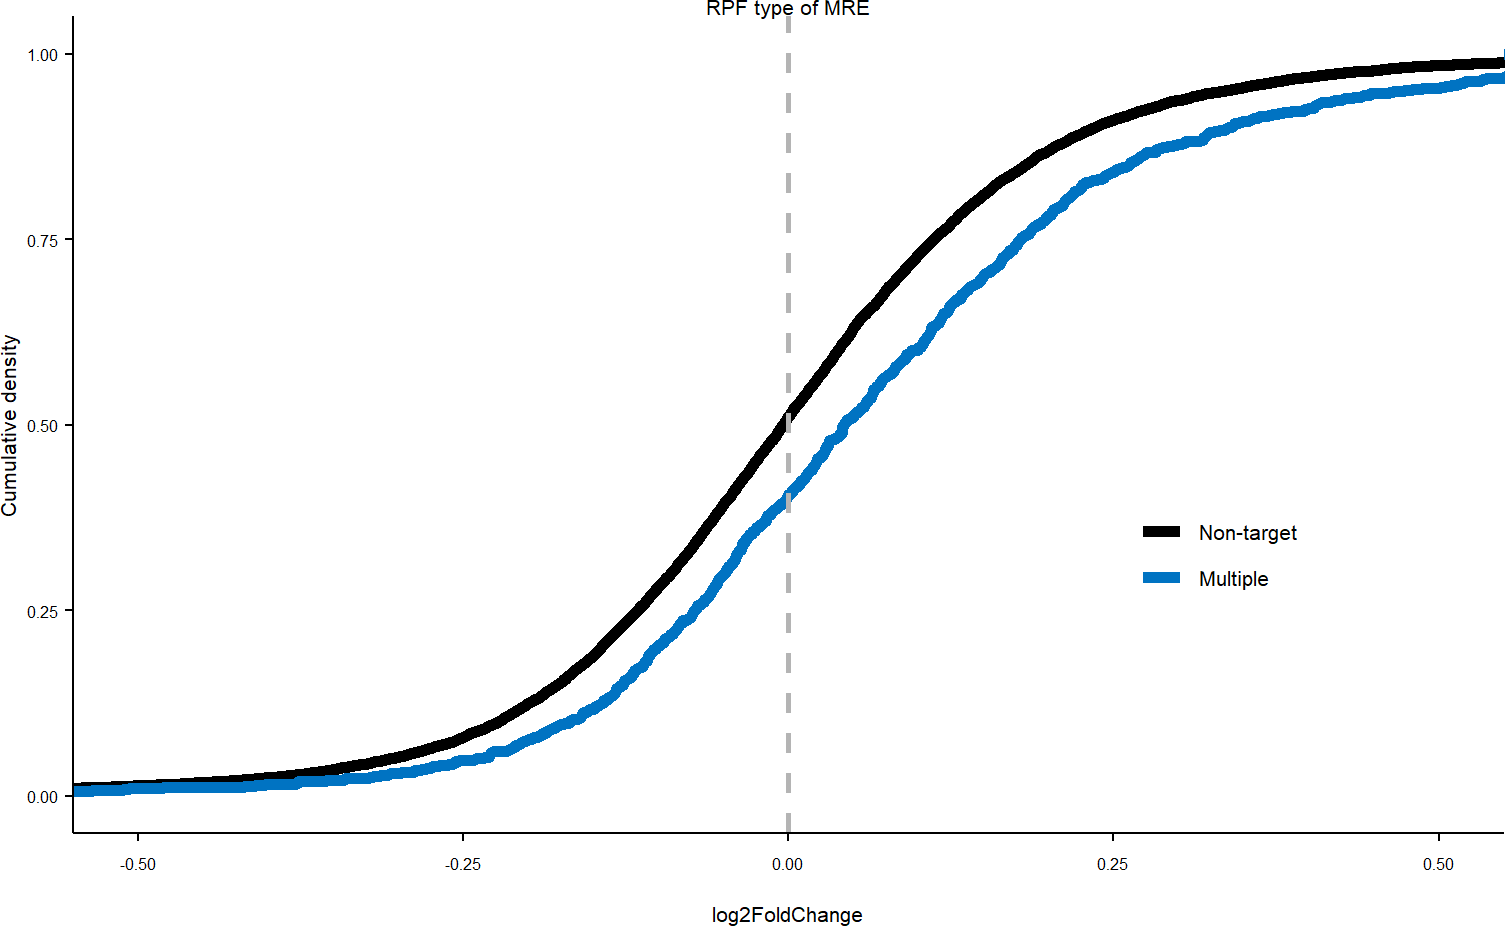 RPF type of MRE
1.00
0.75
0.50
0.25
0.00
Cumulative density
Non-target
Multiple
-0.50
-0.25
0.00
0.25
0.50
log2FoldChange